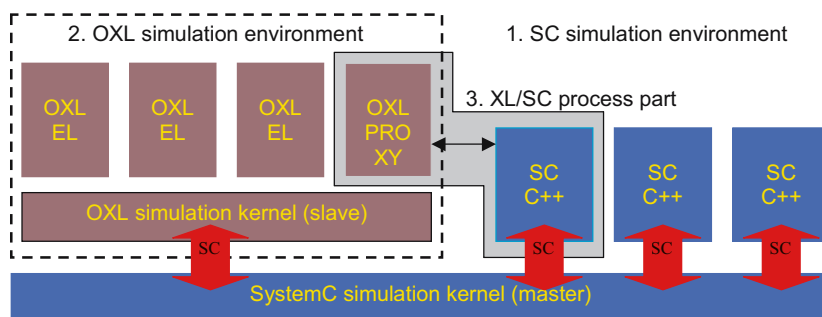 2. OXL simulation environment
1. SC simulation environment
OXL
EL
OXL
EL
OXL
EL
OXL
PRO
XY
3. XL/SC process part
SC
C++
SC
C++
SC
C++
OXL simulation kernel (slave)
SC
SC
SC
SC
SystemC simulation kernel (master)